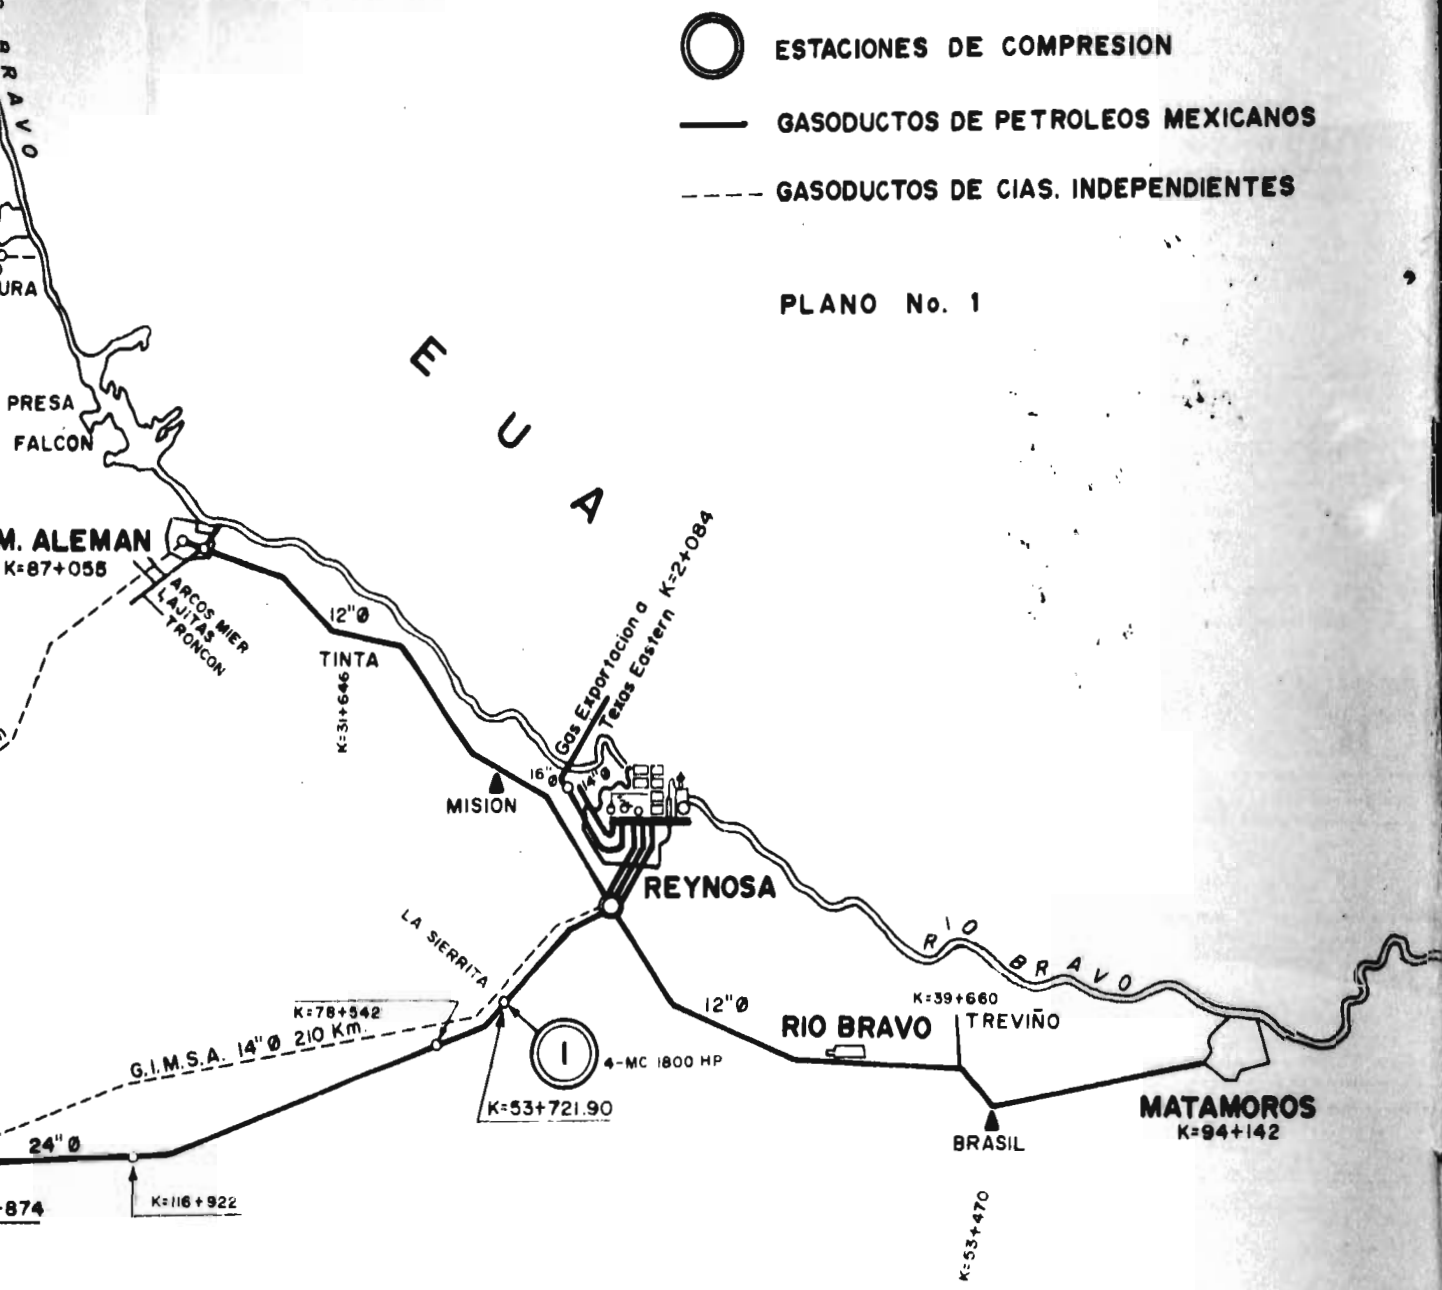 ESTACIONES DE COMPRESION
GASODUCTOS DE PETROLEOS MEXICANOS
GASODUCTOS DE CIAS. INDEPENDIENTES
PLANO No. 1
BRAVO
E U A
URA
PRESA
FALCON
M. ALEMAN
K=87+055
ARCOS MIER
LAJITAS
TRONCON
12"Ø
TINTA
K=31+646
Gas Exportacion a
Texas Eastern K=2+084
16"Ø
14"Ø
MISION
REYNOSA
LA SIERRITA
RIO BRAVO
K=78+542
G.I.M.S.A. 14"Ø 210 Km.
1
4-MC 1800 HP
K=53+721.90
12"Ø
K=39+660
TREVIÑO
RIO BRAVO
MATAMOROS
K=94+142
BRASIL
K=53+470
24"Ø
K=116+922
+874